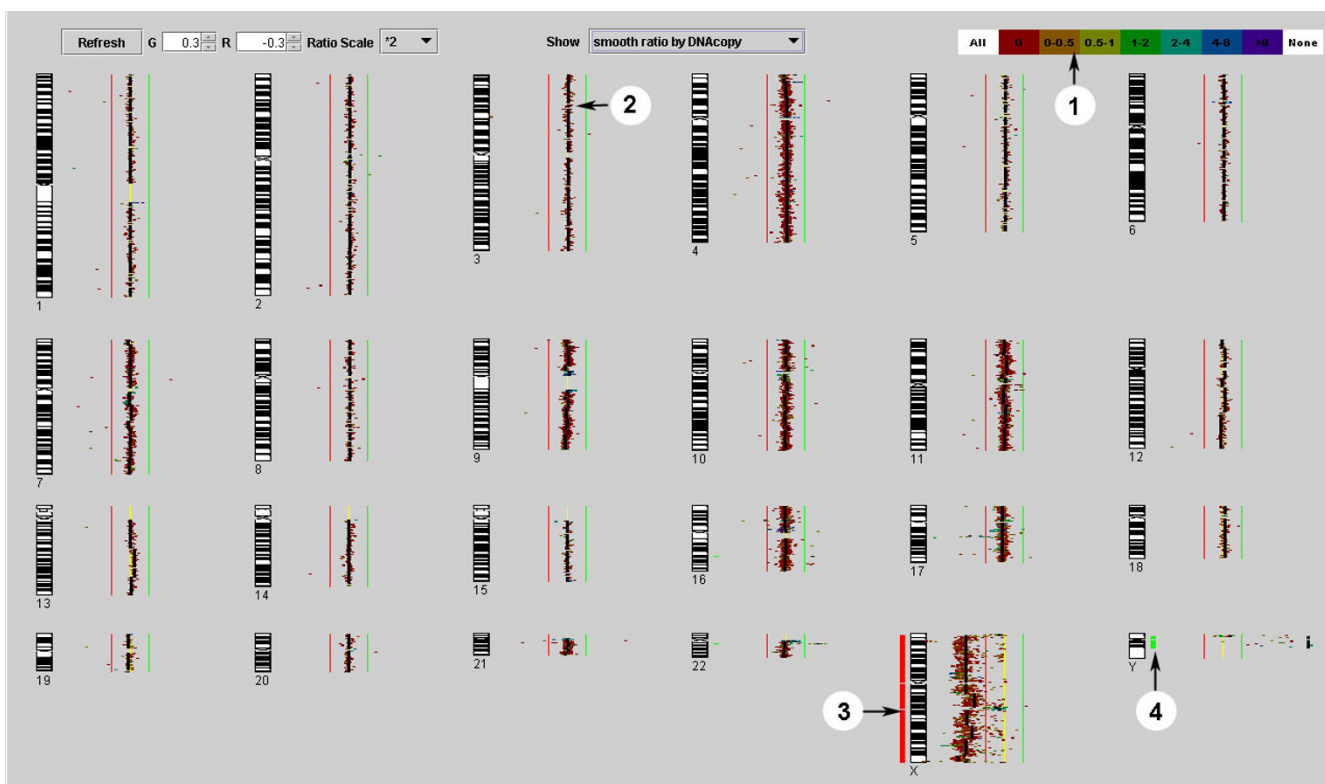 Refresh G 0.3 R -0.3 Ratio Scale *2 Show smooth ratio by DNAcopy All 0 0-0.5 0.5-1 1-2 2-4 4-8 >8 None
2 1
1 2 3 4 5 6
7 8 9 10 11 12
13 14 15 16 17 18
19 20 21 22 X Y
3 4